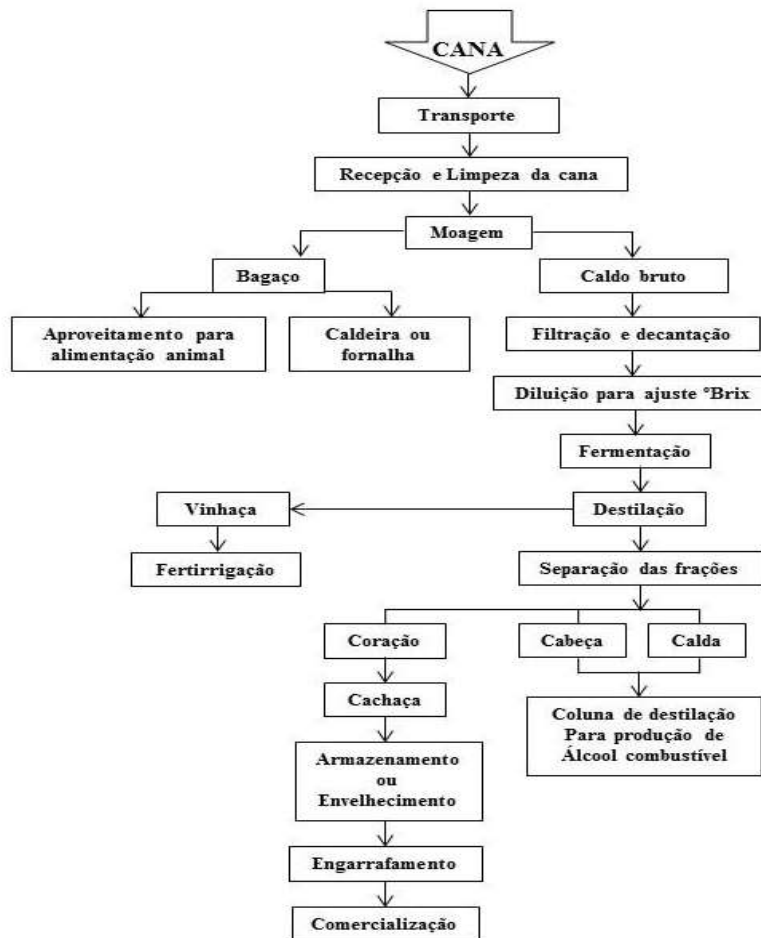 CANA
Transporte
Recepção e Limpeza da cana
Moagem
Bagaço
Caldo bruto
Aproveitamento para
alimentação animal
Caldeira ou
fornalha
Filtração e decantação
Diluição para ajuste °Brix
Fermentação
Vinhaça
Destilação
Fertirrigação
Separação das frações
Coração
Cabeça
Calda
Cachaça
Coluna de destilação
Para produção de
Álcool combustível
Armazenamento
ou
Envelhecimento
Engarrafamento
Comercialização